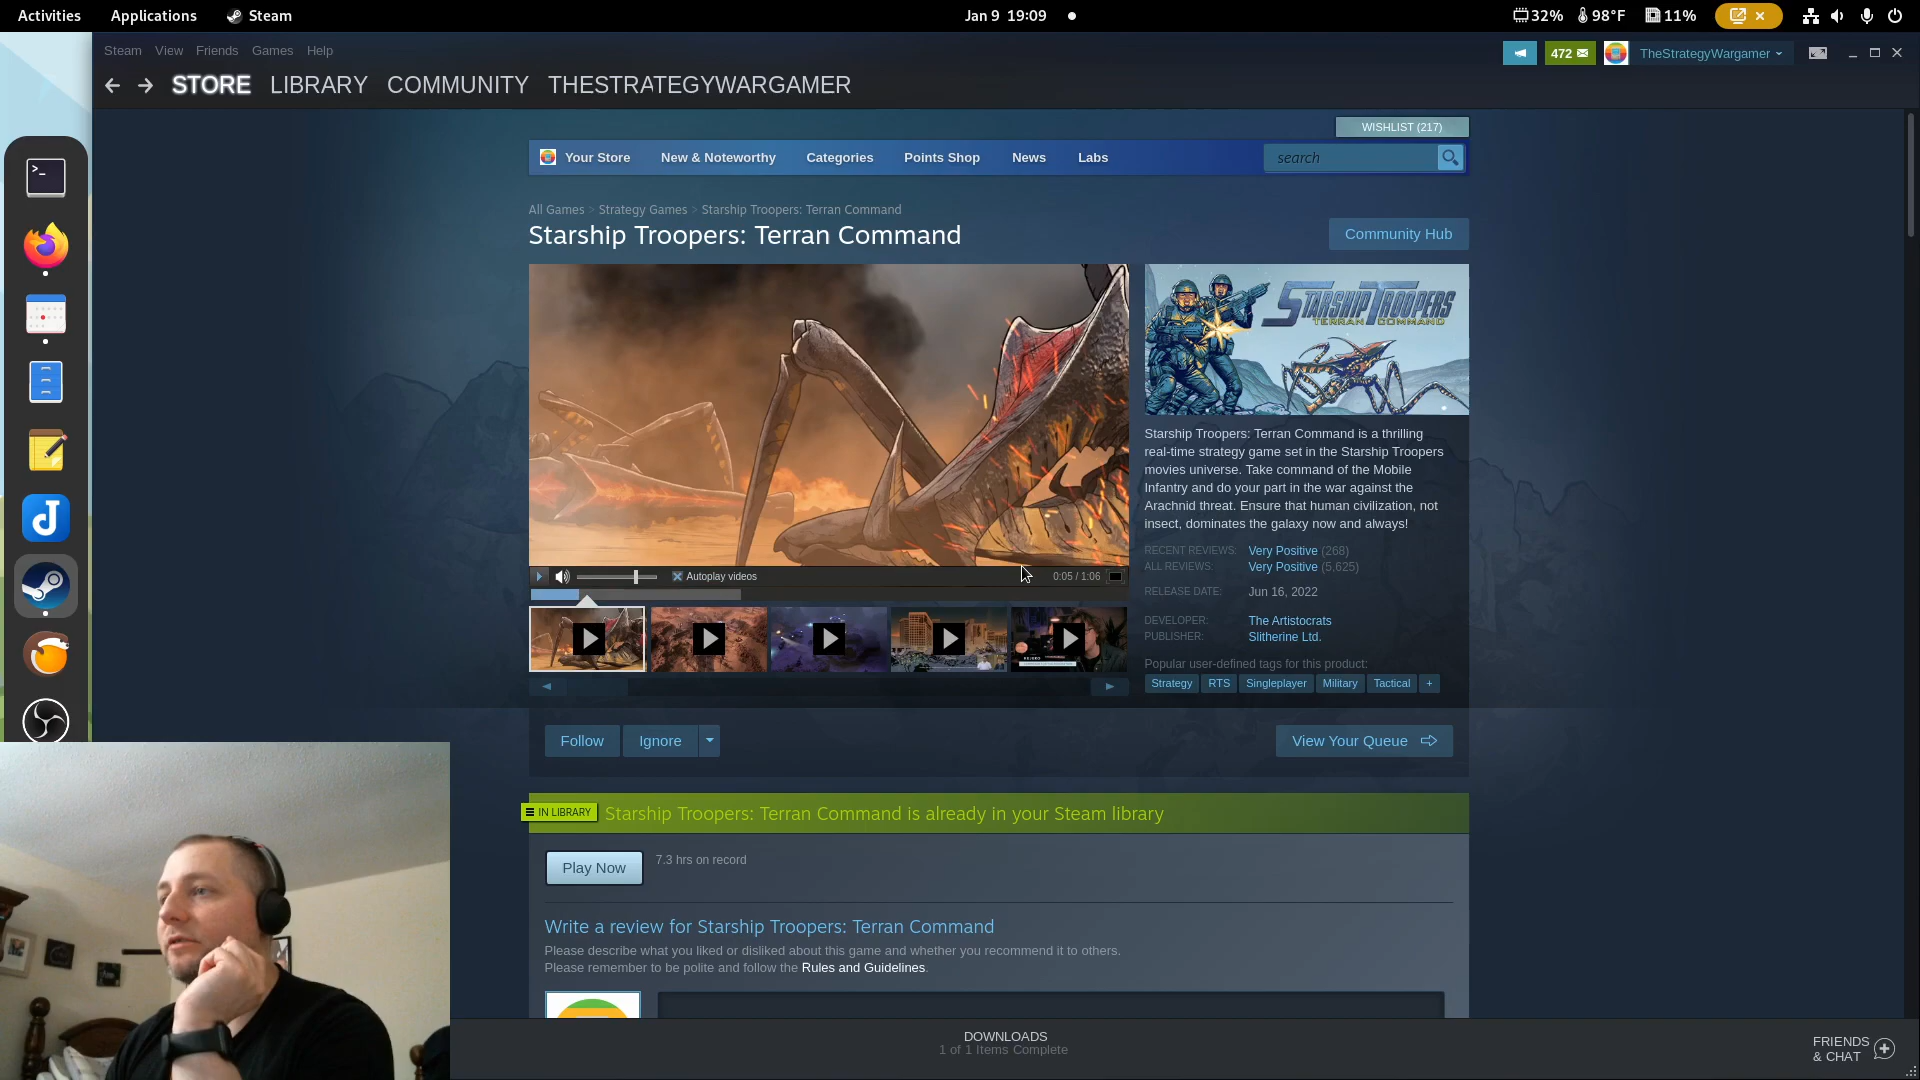 Activities Applications Steam Jan 9 19:09 32% 98°F 11%
Steam View Friends Games Help 472 TheStrategyWargamer
STORE LIBRARY COMMUNITY THESTRATEGYWARGAMER
WISHLIST (217)
Your Store New & Noteworthy Categories Points Shop News Labs search
All Games > Strategy Games > Starship Troopers: Terran Command
Starship Troopers: Terran Command
Community Hub
STARSHIP TROOPERS
TERRAN COMMAND
Starship Troopers: Terran Command is a thrilling
real-time strategy game set in the Starship Troopers
movies universe. Take command of the Mobile
Infantry and do your part in the war against the
Arachnid threat. Ensure that human civilization, not
insect, dominates the galaxy now and always!
RECENT REVIEWS: Very Positive (268)
ALL REVIEWS: Very Positive (5,625)
RELEASE DATE: Jun 16, 2022
DEVELOPER: The Artistocrats
PUBLISHER: Slitherine Ltd.
Popular user-defined tags for this product:
Strategy RTS Singleplayer Military Tactical +
Autoplay videos 0:05 / 1:06
Follow Ignore View Your Queue
IN LIBRARY Starship Troopers: Terran Command is already in your Steam library
Play Now 7.3 hrs on record
Write a review for Starship Troopers: Terran Command
Please describe what you liked or disliked about this game and whether you recommend it to others.
Please remember to be polite and follow the Rules and Guidelines.
DOWNLOADS
1 of 1 Items Complete
FRIENDS
& CHAT